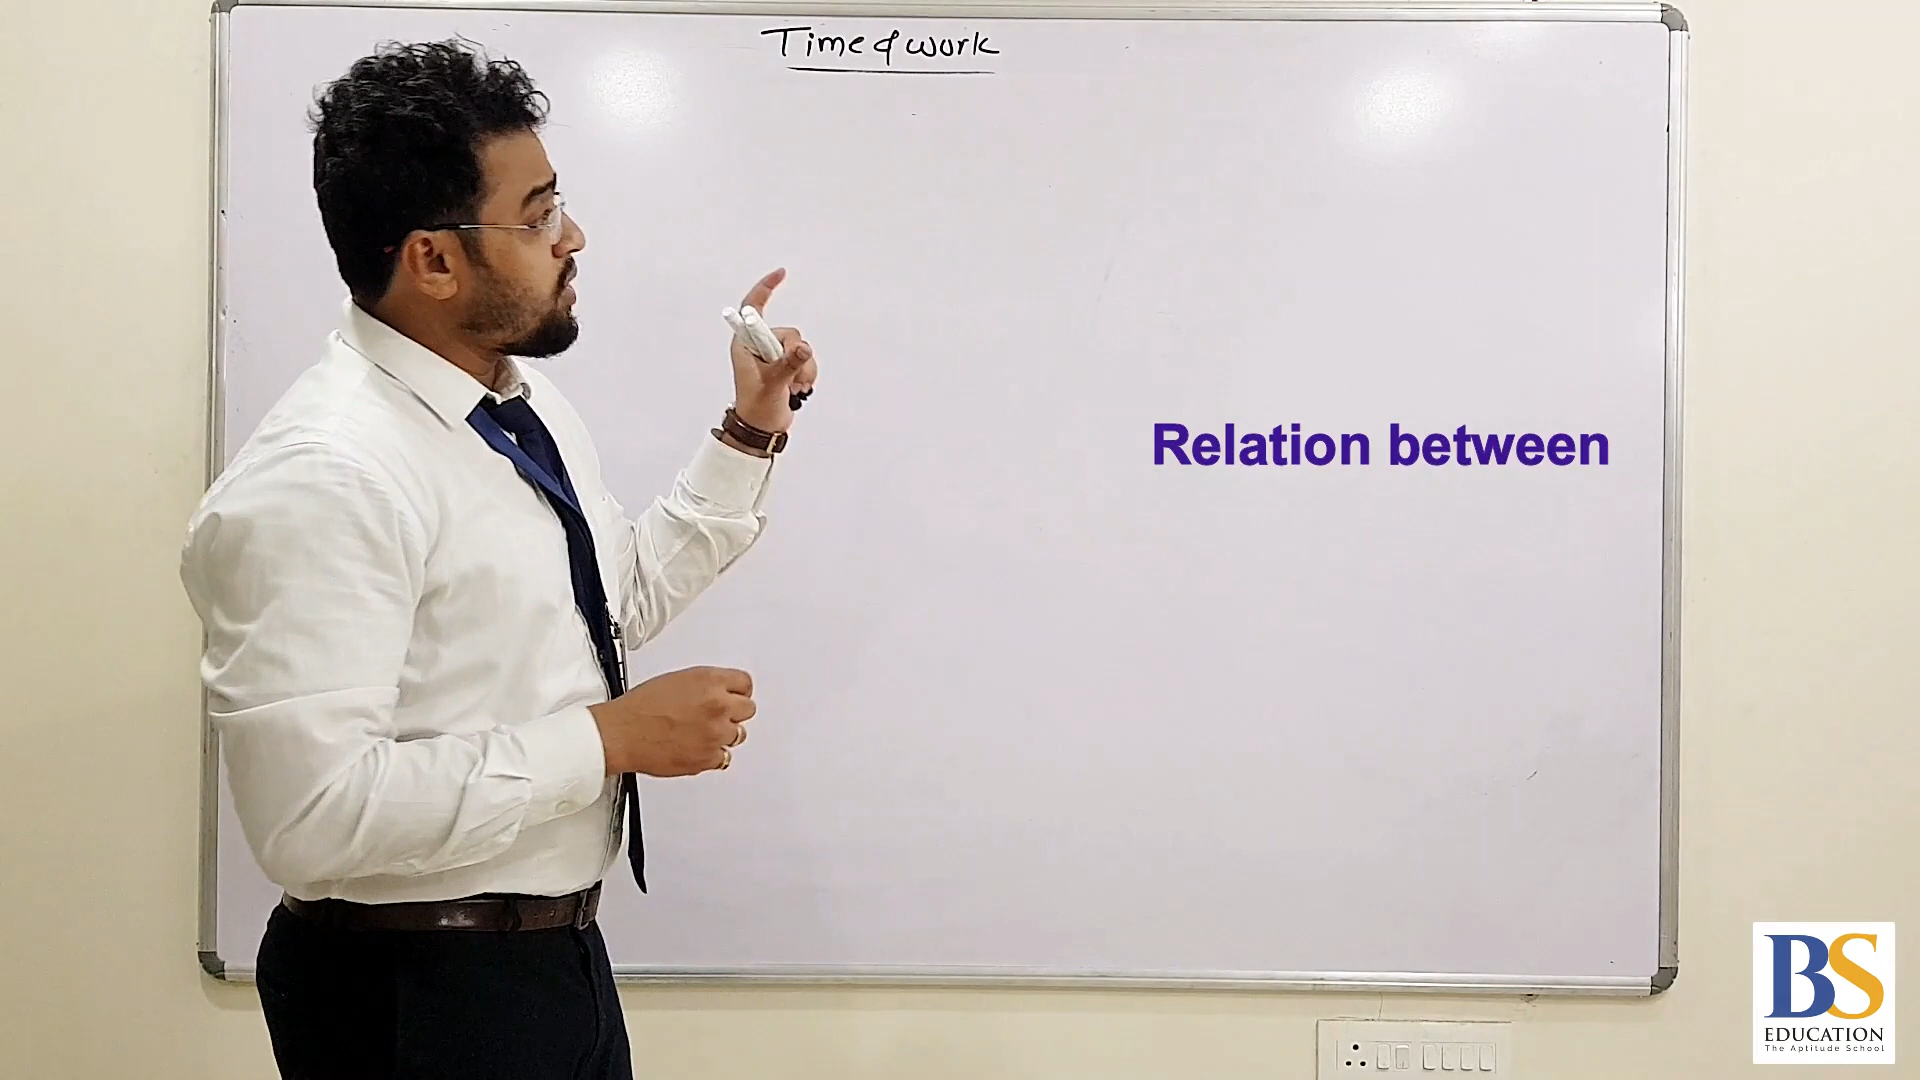 Time & work
Relation between
BS
EDUCATION
The Aptitude School